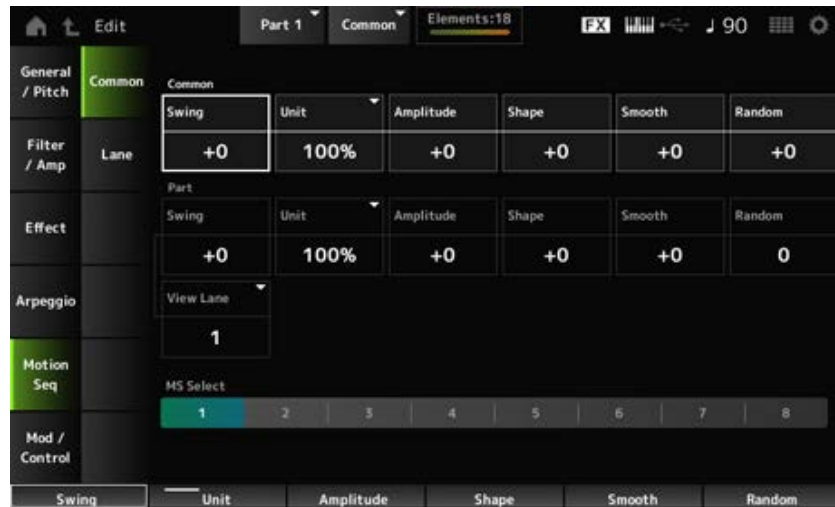 Edit Part 1 Common Elements:18 FX 90
General / Pitch
Common
Common
Swing Unit Amplitude Shape Smooth Random
+0 100% +0 +0 +0 +0
Filter / Amp
Lane
Part
Swing Unit Amplitude Shape Smooth Random
+0 100% +0 +0 +0 0
Effect
Arpeggio
View Lane
1
Motion Seq
MS Select
1 2 3 4 5 6 7 8
Mod / Control
Swing Unit Amplitude Shape Smooth Random